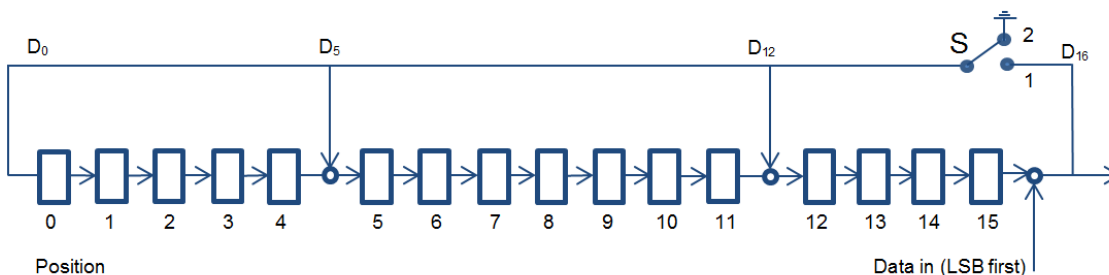 S 2
D0 D5 D12 D16
1
0 1 2 3 4 5 6 7 8 9 10 11 12 13 14 15
Position Data in (LSB first)